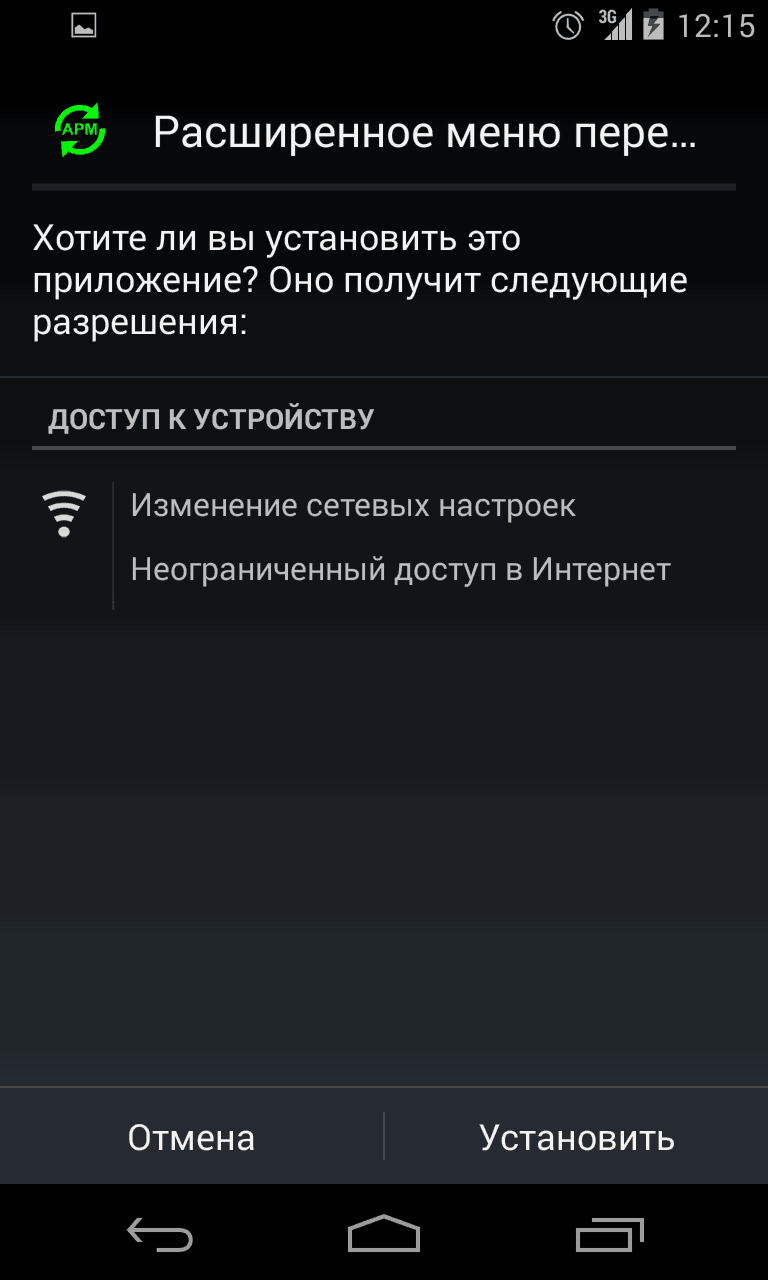 3G 12:15
APM Расширенное меню пере...
Хотите ли вы установить это
приложение? Оно получит следующие
разрешения:
ДОСТУП К УСТРОЙСТВУ
Изменение сетевых настроек
Неограниченный доступ в Интернет
Отмена Установить